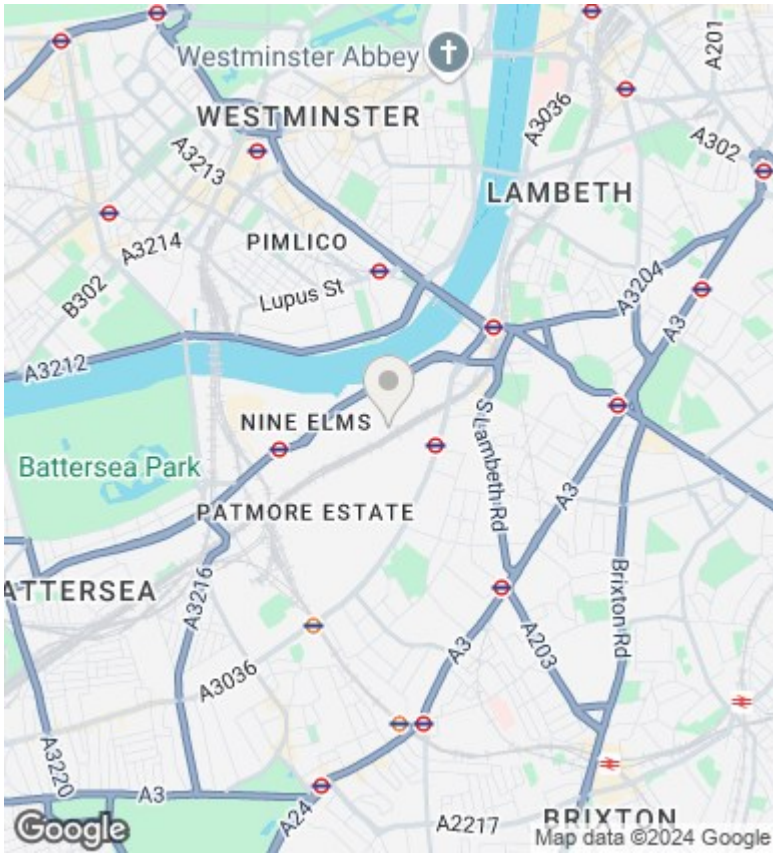 Westminster Abbey
A201
WESTMINSTER
A3036
A302
A3213
LAMBETH
A3214
PIMLICO
B302
Lupus St
A3204
A3
A3212
NINE ELMS
S Lambeth Rd
Battersea Park
A3
PATMORE ESTATE
ATTERSEA
A3216
Brixton Rd
A203
A3
A3036
A3220
A3
A24
A2217
BRIXTON
Google
Map data ©2024 Google